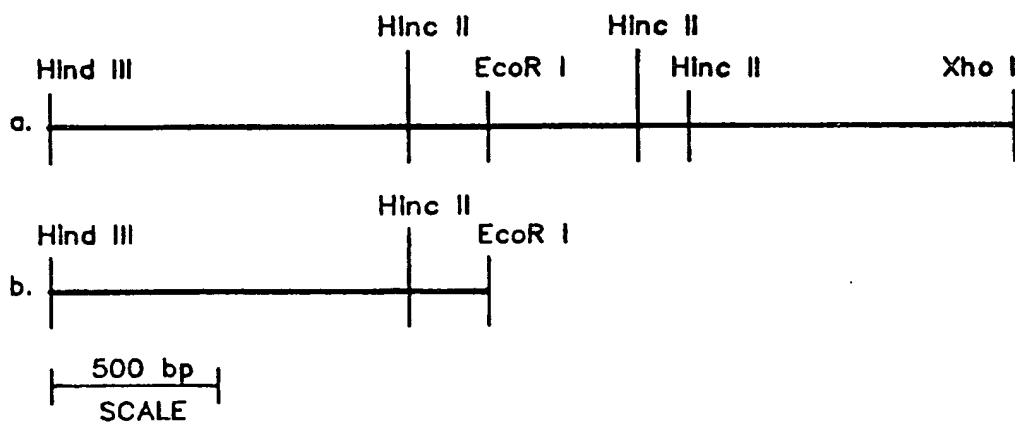 Hinc II Hinc II
Hind III EcoR I Hinc II Xho I
a.
Hinc II
Hind III EcoR I
b.
500 bp
SCALE